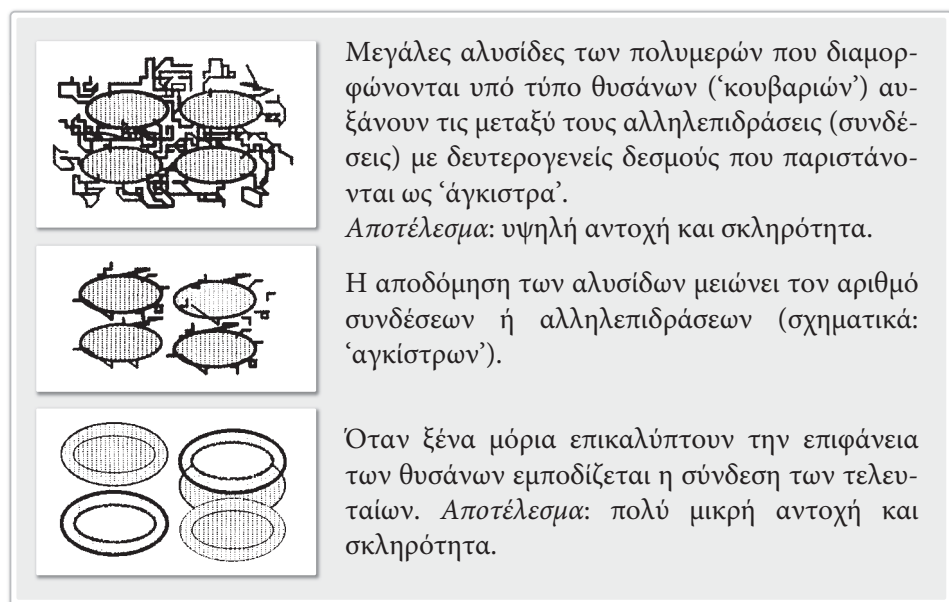 Μεγάλες αλυσίδες των πολυμερών που διαμορ-
φώνονται υπό τύπο θυσάνων (‘κουβαριών’) αυ-
ξάνουν τις μεταξύ τους αλληλεπιδράσεις (συνδέ-
σεις) με δευτερογενείς δεσμούς που παριστάνο-
νται ως ‘άγκιστρα’.
Αποτέλεσμα: υψηλή αντοχή και σκληρότητα.
Η αποδόμηση των αλυσίδων μειώνει τον αριθμό
συνδέσεων ή αλληλεπιδράσεων (σχηματικά:
‘αγκίστρων’).
Όταν ξένα μόρια επικαλύπτουν την επιφάνεια
των θυσάνων εμποδίζεται η σύνδεση των τελευ-
ταίων. Αποτέλεσμα: πολύ μικρή αντοχή και
σκληρότητα.